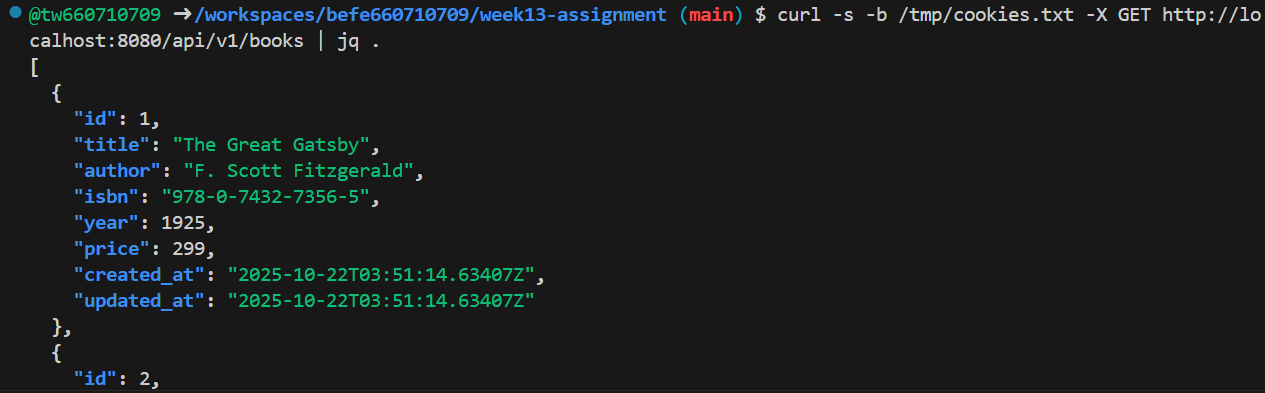 @tw660710709 →/workspaces/befe660710709/week13-assignment (main) $ curl -s -b /tmp/cookies.txt -X GET http://lo
calhost:8080/api/v1/books | jq .
[
  {
    "id": 1,
    "title": "The Great Gatsby",
    "author": "F. Scott Fitzgerald",
    "isbn": "978-0-7432-7356-5",
    "year": 1925,
    "price": 299,
    "created_at": "2025-10-22T03:51:14.63407Z",
    "updated_at": "2025-10-22T03:51:14.63407Z"
  },
  {
    "id": 2,